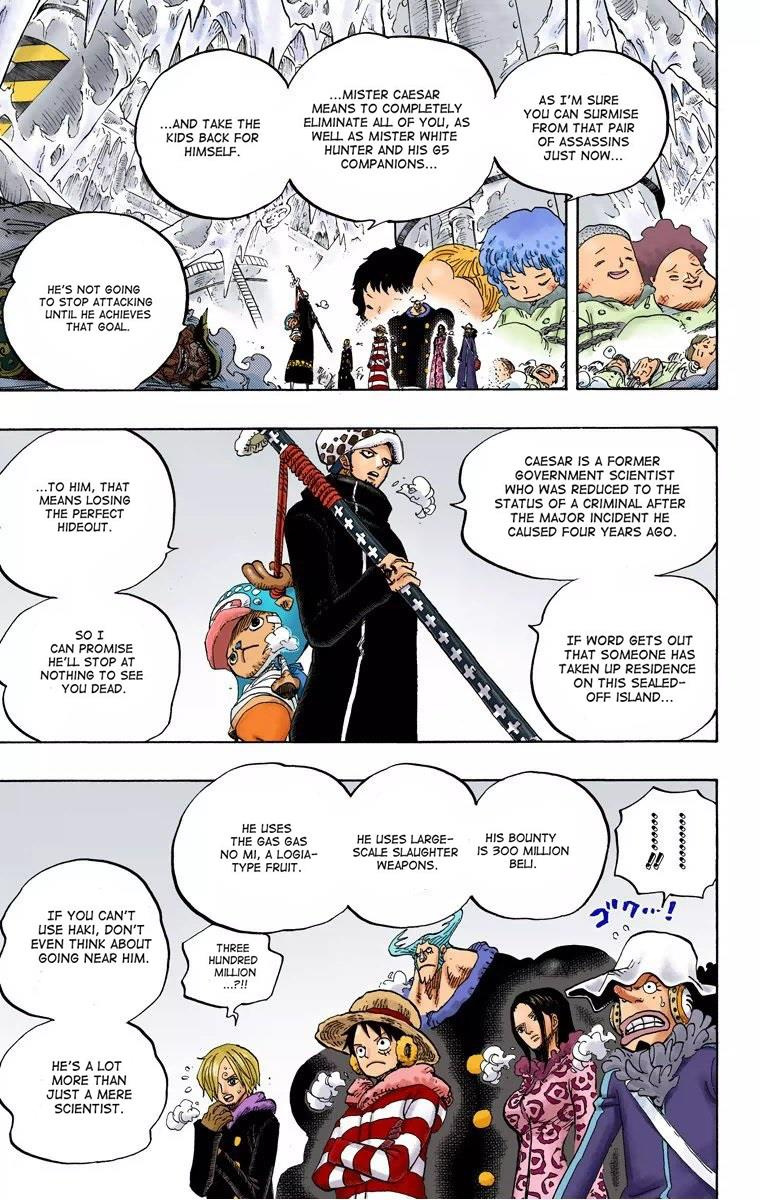 AS I'M SURE
YOU CAN SURMISE
FROM THAT PAIR
OF ASSASSINS
JUST NOW...
...MISTER CAESAR
MEANS TO COMPLETELY
ELIMINATE ALL OF YOU, AS
WELL AS MISTER WHITE
HUNTER AND HIS G5
COMPANIONS...
...AND TAKE THE
KIDS BACK FOR
HIMSELF.
HE'S NOT GOING
TO STOP ATTACKING
UNTIL HE ACHIEVES
THAT GOAL.
CAESAR IS A FORMER
GOVERNMENT SCIENTIST
WHO WAS REDUCED TO THE
STATUS OF A CRIMINAL AFTER
THE MAJOR INCIDENT HE
CAUSED FOUR YEARS AGO.
IF WORD GETS OUT
THAT SOMEONE HAS
TAKEN UP RESIDENCE
ON THIS SEALED-
OFF ISLAND...
...TO HIM, THAT
MEANS LOSING
THE PERFECT
HIDEOUT.
SO I
CAN PROMISE
HE'LL STOP AT
NOTHING TO SEE
YOU DEAD.
..............!!
ゴク…!
HIS BOUNTY
IS 300 MILLION
BELI.
HE USES LARGE-
SCALE SLAUGHTER
WEAPONS.
HE USES
THE GAS GAS
NO MI, A LOGIA-
TYPE FRUIT.
THREE
HUNDRED
MILLION
...?!!
IF YOU CAN'T
USE HAKI, DON'T
EVEN THINK ABOUT
GOING NEAR HIM.
HE'S A LOT
MORE THAN
JUST A MERE
SCIENTIST.